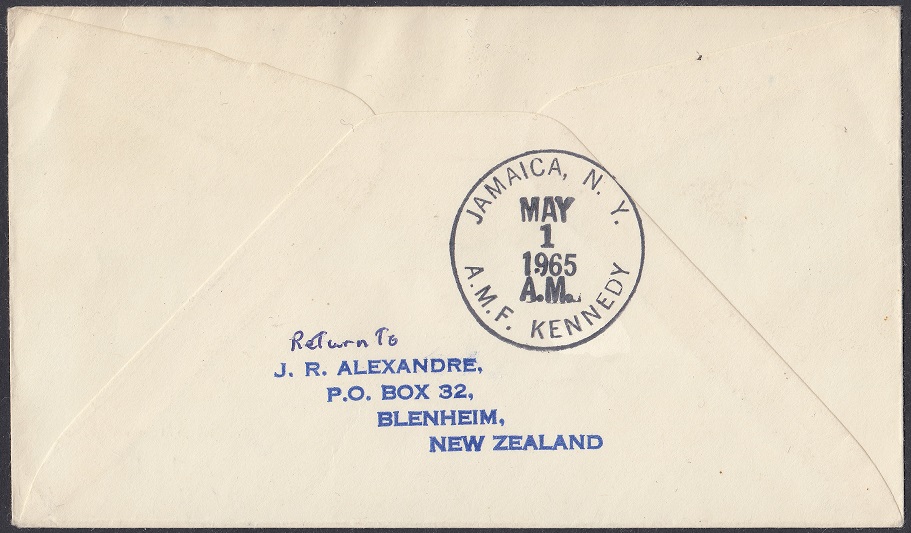 JAMAICA, N. Y.
MAY
1
1965
A.M.
A.M.F. KENNEDY
Return To
J. R. ALEXANDRE,
P.O. BOX 32,
BLENHEIM,
NEW ZEALAND